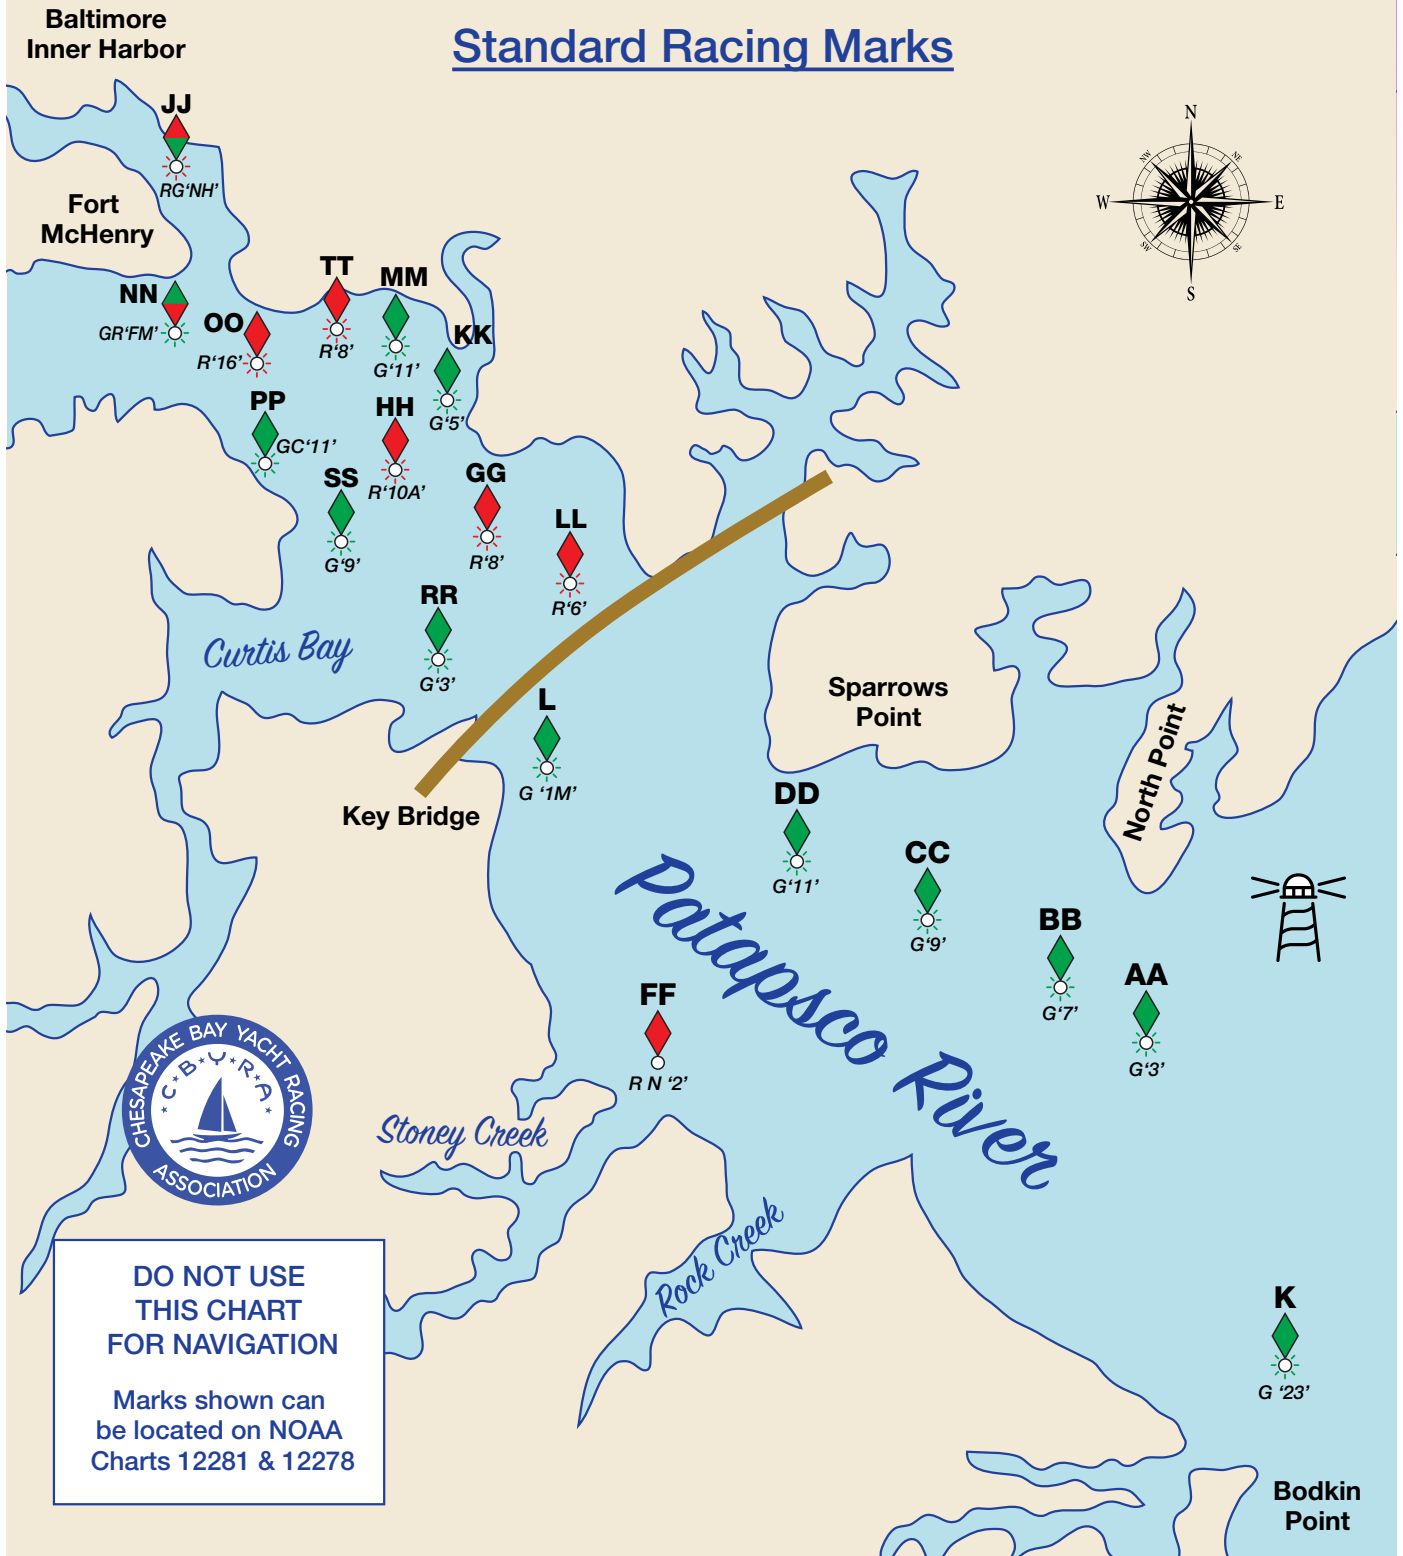 Baltimore
Inner Harbor
Standard Racing Marks
JJ
RG‘NH’
N
NW
NE
W
E
SW
SE
S
Fort
McHenry
NN
GR‘FM’
OO
R‘16’
TT
R‘8’
MM
G‘11’
KK
G‘5’
PP
GC‘11’
HH
R‘10A’
SS
G‘9’
GG
R‘8’
LL
R‘6’
RR
G‘3’
Curtis Bay
L
G ‘1M’
Key Bridge
Sparrows
Point
North Point
DD
G‘11’
CC
G‘9’
BB
G‘7’
AA
G‘3’
Patapsco River
FF
R N ‘2’
CHESAPEAKE BAY YACHT RACING
ASSOCIATION
C★B★Y★R★A
Stoney Creek
Rock Creek
DO NOT USE
THIS CHART
FOR NAVIGATION
Marks shown can
be located on NOAA
Charts 12281 & 12278
K
G ‘23’
Bodkin
Point